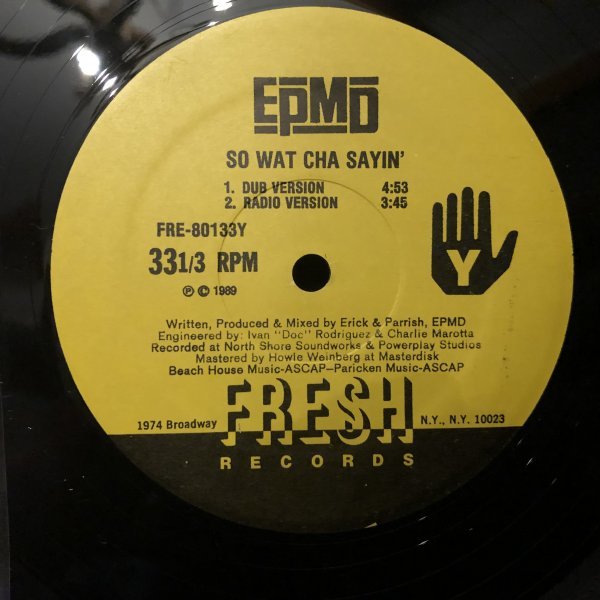 EPMD
SO WAT CHA SAYIN'
1. DUB VERSION 4:53
2. RADIO VERSION 3:45
FRE-80133Y
33 1/3 RPM
Y
℗ © 1989
Written, Produced & Mixed by Erick & Parrish, EPMD
Engineered by: Ivan "Doc" Rodriguez & Charlie Marotta
Recorded at North Shore Soundworks & Powerplay Studios
Mastered by Howie Weinberg at Masterdisk
Beach House Music-ASCAP—Paricken Music-ASCAP
1974 Broadway FRESH N.Y., N.Y. 10023
RECORDS